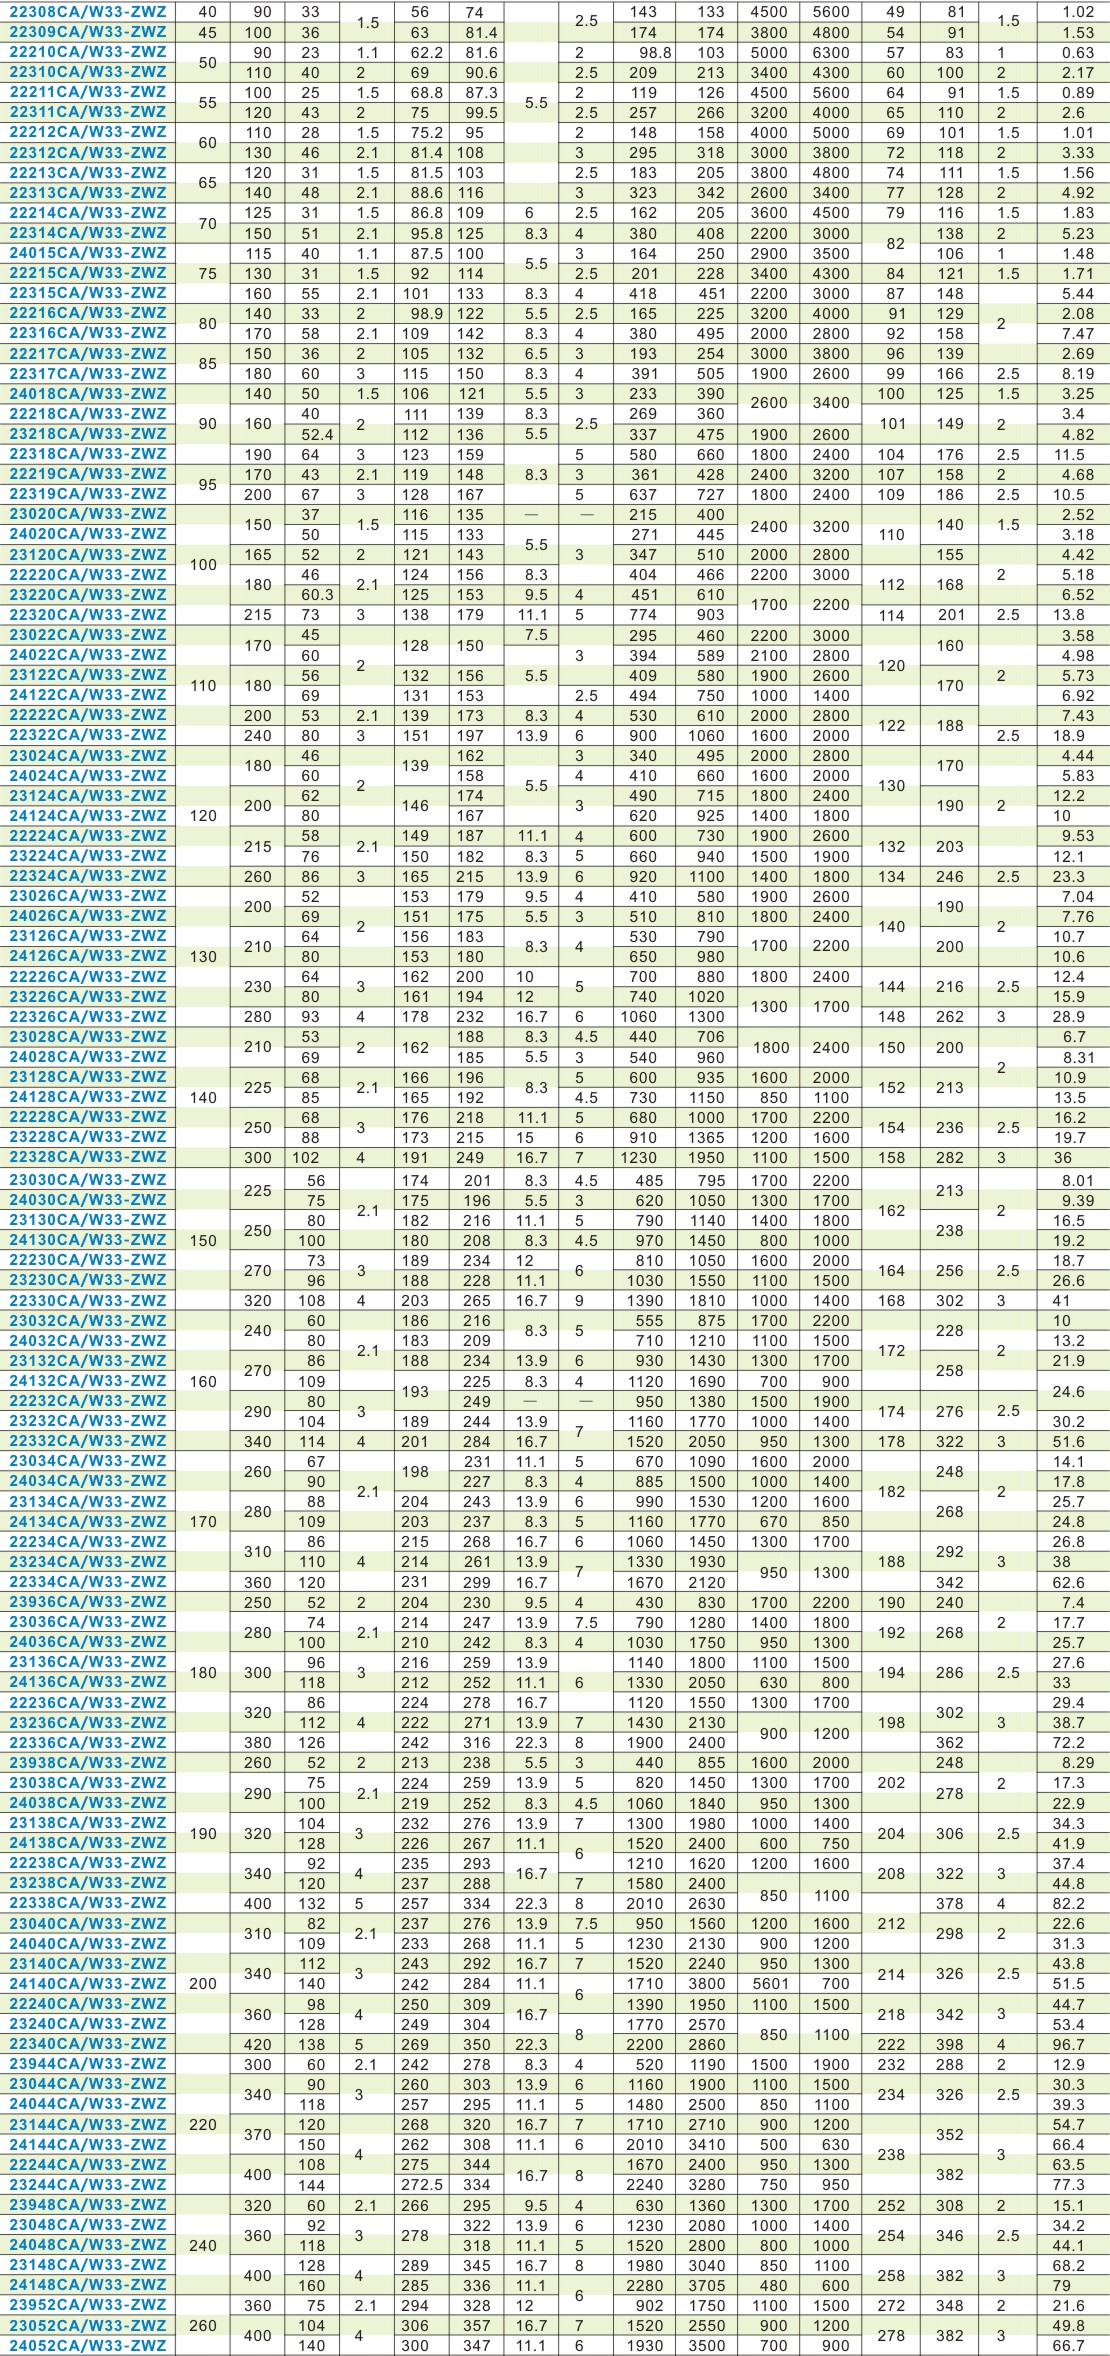 22308CA/W33-ZWZ 40 90 33 1.5 56 74 2.5 143 133 4500 5600 49 81 1.5 1.02
22309CA/W33-ZWZ 45 100 36 63 81.4 174 174 3800 4800 54 91 1.53
22210CA/W33-ZWZ 50 90 23 1.1 62.2 81.6 2 98.8 103 5000 6300 57 83 1 0.63
22310CA/W33-ZWZ 110 40 2 69 90.6 2.5 209 213 3400 4300 60 100 2 2.17
22211CA/W33-ZWZ 55 100 25 1.5 68.8 87.3 5.5 2 119 126 4500 5600 64 91 1.5 0.89
22311CA/W33-ZWZ 120 43 2 75 99.5 2.5 257 266 3200 4000 65 110 2 2.6
22212CA/W33-ZWZ 60 110 28 1.5 75.2 95 2 148 158 4000 5000 69 101 1.5 1.01
22312CA/W33-ZWZ 130 46 2.1 81.4 108 3 295 318 3000 3800 72 118 2 3.33
22213CA/W33-ZWZ 65 120 31 1.5 81.5 103 2.5 183 205 3800 4800 74 111 1.5 1.56
22313CA/W33-ZWZ 140 48 2.1 88.6 116 3 323 342 2600 3400 77 128 2 4.92
22214CA/W33-ZWZ 70 125 31 1.5 86.8 109 6 2.5 162 205 3600 4500 79 116 1.5 1.83
22314CA/W33-ZWZ 150 51 2.1 95.8 125 8.3 4 380 408 2200 3000 82 138 2 5.23
24015CA/W33-ZWZ 115 40 1.1 87.5 100 5.5 3 164 250 2900 3500 106 1 1.48
22215CA/W33-ZWZ 75 130 31 1.5 92 114 2.5 201 228 3400 4300 84 121 1.5 1.71
22315CA/W33-ZWZ 160 55 2.1 101 133 8.3 4 418 451 2200 3000 87 148 5.44
22216CA/W33-ZWZ 80 140 33 2 98.9 122 5.5 2.5 165 225 3200 4000 91 129 2 2.08
22316CA/W33-ZWZ 170 58 2.1 109 142 8.3 4 380 495 2000 2800 92 158 7.47
22217CA/W33-ZWZ 85 150 36 2 105 132 6.5 3 193 254 3000 3800 96 139 2.69
22317CA/W33-ZWZ 180 60 3 115 150 8.3 4 391 505 1900 2600 99 166 2.5 8.19
24018CA/W33-ZWZ 140 50 1.5 106 121 5.5 3 233 390 2600 3400 100 125 1.5 3.25
22218CA/W33-ZWZ 90 160 40 2 111 139 8.3 2.5 269 360 101 149 2 3.4
23218CA/W33-ZWZ 52.4 112 136 5.5 337 475 1900 2600 4.82
22318CA/W33-ZWZ 190 64 3 123 159 5 580 660 1800 2400 104 176 2.5 11.5
22219CA/W33-ZWZ 95 170 43 2.1 119 148 8.3 3 361 428 2400 3200 107 158 2 4.68
22319CA/W33-ZWZ 200 67 3 128 167 5 637 727 1800 2400 109 186 2.5 10.5
23020CA/W33-ZWZ 150 37 1.5 116 135 — — 215 400 2400 3200 140 1.5 2.52
24020CA/W33-ZWZ 50 115 133 5.5 271 445 110 3.18
23120CA/W33-ZWZ 100 165 52 2 121 143 3 347 510 2000 2800 155 4.42
22220CA/W33-ZWZ 180 46 2.1 124 156 8.3 404 466 2200 3000 112 168 2 5.18
23220CA/W33-ZWZ 60.3 125 153 9.5 4 451 610 1700 2200 6.52
22320CA/W33-ZWZ 215 73 3 138 179 11.1 5 774 903 114 201 2.5 13.8
23022CA/W33-ZWZ 170 45 128 150 7.5 295 460 2200 3000 160 3.58
24022CA/W33-ZWZ 60 2 3 394 589 2100 2800 120 4.98
23122CA/W33-ZWZ 110 180 56 132 156 5.5 409 580 1900 2600 170 2 5.73
24122CA/W33-ZWZ 69 131 153 2.5 494 750 1000 1400 6.92
22222CA/W33-ZWZ 200 53 2.1 139 173 8.3 4 530 610 2000 2800 122 188 7.43
22322CA/W33-ZWZ 240 80 3 151 197 13.9 6 900 1060 1600 2000 2.5 18.9
23024CA/W33-ZWZ 180 46 139 162 3 340 495 2000 2800 170 4.44
24024CA/W33-ZWZ 60 2 158 5.5 4 410 660 1600 2000 130 5.83
23124CA/W33-ZWZ 200 62 146 174 3 490 715 1800 2400 190 2 12.2
24124CA/W33-ZWZ 120 80 167 620 925 1400 1800 10
22224CA/W33-ZWZ 215 58 2.1 149 187 11.1 4 600 730 1900 2600 132 203 9.53
23224CA/W33-ZWZ 76 150 182 8.3 5 660 940 1500 1900 12.1
22324CA/W33-ZWZ 260 86 3 165 215 13.9 6 920 1100 1400 1800 134 246 2.5 23.3
23026CA/W33-ZWZ 200 52 153 179 9.5 4 410 580 1900 2600 190 7.04
24026CA/W33-ZWZ 69 2 151 175 5.5 3 510 810 1800 2400 140 2 7.76
23126CA/W33-ZWZ 210 64 156 183 8.3 4 530 790 1700 2200 200 10.7
24126CA/W33-ZWZ 130 80 153 180 650 980 10.6
22226CA/W33-ZWZ 230 64 3 162 200 10 5 700 880 1800 2400 144 216 2.5 12.4
23226CA/W33-ZWZ 80 161 194 12 740 1020 1300 1700 15.9
22326CA/W33-ZWZ 280 93 4 178 232 16.7 6 1060 1300 148 262 3 28.9
23028CA/W33-ZWZ 210 53 2 162 188 8.3 4.5 440 706 1800 2400 150 200 6.7
24028CA/W33-ZWZ 69 185 5.5 3 540 960 2 8.31
23128CA/W33-ZWZ 225 68 2.1 166 196 8.3 5 600 935 1600 2000 152 213 10.9
24128CA/W33-ZWZ 140 85 165 192 4.5 730 1150 850 1100 13.5
22228CA/W33-ZWZ 250 68 3 176 218 11.1 5 680 1000 1700 2200 154 236 2.5 16.2
23228CA/W33-ZWZ 88 173 215 15 6 910 1365 1200 1600 19.7
22328CA/W33-ZWZ 300 102 4 191 249 16.7 7 1230 1950 1100 1500 158 282 3 36
23030CA/W33-ZWZ 225 56 174 201 8.3 4.5 485 795 1700 2200 213 8.01
24030CA/W33-ZWZ 75 2.1 175 196 5.5 3 620 1050 1300 1700 162 2 9.39
23130CA/W33-ZWZ 250 80 182 216 11.1 5 790 1140 1400 1800 238 16.5
24130CA/W33-ZWZ 150 100 180 208 8.3 4.5 970 1450 800 1000 19.2
22230CA/W33-ZWZ 270 73 3 189 234 12 6 810 1050 1600 2000 164 256 2.5 18.7
23230CA/W33-ZWZ 96 188 228 11.1 1030 1550 1100 1500 26.6
22330CA/W33-ZWZ 320 108 4 203 265 16.7 9 1390 1810 1000 1400 168 302 3 41
23032CA/W33-ZWZ 240 60 186 216 8.3 5 555 875 1700 2200 228 10
24032CA/W33-ZWZ 80 2.1 183 209 710 1210 1100 1500 172 2 13.2
23132CA/W33-ZWZ 270 86 188 234 13.9 6 930 1430 1300 1700 258 21.9
24132CA/W33-ZWZ 160 109 193 225 8.3 4 1120 1690 700 900 24.6
22232CA/W33-ZWZ 290 80 3 249 — — 950 1380 1500 1900 174 276 2.5
23232CA/W33-ZWZ 104 189 244 13.9 7 1160 1770 1000 1400 30.2
22332CA/W33-ZWZ 340 114 4 201 284 16.7 1520 2050 950 1300 178 322 3 51.6
23034CA/W33-ZWZ 260 67 198 231 11.1 5 670 1090 1600 2000 248 14.1
24034CA/W33-ZWZ 90 2.1 227 8.3 4 885 1500 1000 1400 182 2 17.8
23134CA/W33-ZWZ 280 88 204 243 13.9 6 990 1530 1200 1600 268 25.7
24134CA/W33-ZWZ 170 109 203 237 8.3 5 1160 1770 670 850 24.8
22234CA/W33-ZWZ 310 86 215 268 16.7 6 1060 1450 1300 1700 292 26.8
23234CA/W33-ZWZ 110 4 214 261 13.9 7 1330 1930 950 1300 188 3 38
22334CA/W33-ZWZ 360 120 231 299 16.7 1670 2120 342 62.6
23936CA/W33-ZWZ 250 52 2 204 230 9.5 4 430 830 1700 2200 190 240 7.4
23036CA/W33-ZWZ 280 74 2.1 214 247 13.9 7.5 790 1280 1400 1800 192 268 2 17.7
24036CA/W33-ZWZ 100 210 242 8.3 4 1030 1750 950 1300 25.7
23136CA/W33-ZWZ 180 300 96 3 216 259 13.9 1140 1800 1100 1500 194 286 2.5 27.6
24136CA/W33-ZWZ 118 212 252 11.1 6 1330 2050 630 800 33
22236CA/W33-ZWZ 320 86 224 278 16.7 1120 1550 1300 1700 302 29.4
23236CA/W33-ZWZ 112 4 222 271 13.9 7 1430 2130 900 1200 198 3 38.7
22336CA/W33-ZWZ 380 126 242 316 22.3 8 1900 2400 362 72.2
23938CA/W33-ZWZ 260 52 2 213 238 5.5 3 440 855 1600 2000 248 8.29
23038CA/W33-ZWZ 290 75 2.1 224 259 13.9 5 820 1450 1300 1700 202 278 2 17.3
24038CA/W33-ZWZ 100 219 252 8.3 4.5 1060 1840 950 1300 22.9
23138CA/W33-ZWZ 190 320 104 3 232 276 13.9 7 1300 1980 1000 1400 204 306 2.5 34.3
24138CA/W33-ZWZ 128 226 267 11.1 6 1520 2400 600 750 41.9
22238CA/W33-ZWZ 340 92 4 235 293 16.7 1210 1620 1200 1600 208 322 3 37.4
23238CA/W33-ZWZ 120 237 288 7 1580 2400 850 1100 44.8
22338CA/W33-ZWZ 400 132 5 257 334 22.3 8 2010 2630 378 4 82.2
23040CA/W33-ZWZ 310 82 2.1 237 276 13.9 7.5 950 1560 1200 1600 212 298 2 22.6
24040CA/W33-ZWZ 109 233 268 11.1 5 1230 2130 900 1200 31.3
23140CA/W33-ZWZ 340 112 3 243 292 16.7 7 1520 2240 950 1300 214 326 2.5 43.8
24140CA/W33-ZWZ 200 140 242 284 11.1 6 1710 3800 5601 700 51.5
22240CA/W33-ZWZ 360 98 4 250 309 16.7 1390 1950 1100 1500 218 342 3 44.7
23240CA/W33-ZWZ 128 249 304 8 1770 2570 850 1100 53.4
22340CA/W33-ZWZ 420 138 5 269 350 22.3 2200 2860 222 398 4 96.7
23944CA/W33-ZWZ 300 60 2.1 242 278 8.3 4 520 1190 1500 1900 232 288 2 12.9
23044CA/W33-ZWZ 340 90 3 260 303 13.9 6 1160 1900 1100 1500 234 326 2.5 30.3
24044CA/W33-ZWZ 118 257 295 11.1 5 1480 2500 850 1100 39.3
23144CA/W33-ZWZ 220 370 120 268 320 16.7 7 1710 2710 900 1200 352 54.7
24144CA/W33-ZWZ 150 4 262 308 11.1 6 2010 3410 500 630 238 3 66.4
22244CA/W33-ZWZ 400 108 275 344 16.7 8 1670 2400 950 1300 382 63.5
23244CA/W33-ZWZ 144 272.5 334 2240 3280 750 950 77.3
23948CA/W33-ZWZ 320 60 2.1 266 295 9.5 4 630 1360 1300 1700 252 308 2 15.1
23048CA/W33-ZWZ 360 92 3 278 322 13.9 6 1230 2080 1000 1400 254 346 2.5 34.2
24048CA/W33-ZWZ 240 118 318 11.1 5 1520 2800 800 1000 44.1
23148CA/W33-ZWZ 400 128 4 289 345 16.7 8 1980 3040 850 1100 258 382 3 68.2
24148CA/W33-ZWZ 160 285 336 11.1 6 2280 3705 480 600 79
23952CA/W33-ZWZ 360 75 2.1 294 328 12 902 1750 1100 1500 272 348 2 21.6
23052CA/W33-ZWZ 260 400 104 4 306 357 16.7 7 1520 2550 900 1200 278 382 3 49.8
24052CA/W33-ZWZ 140 300 347 11.1 6 1930 3500 700 900 66.7